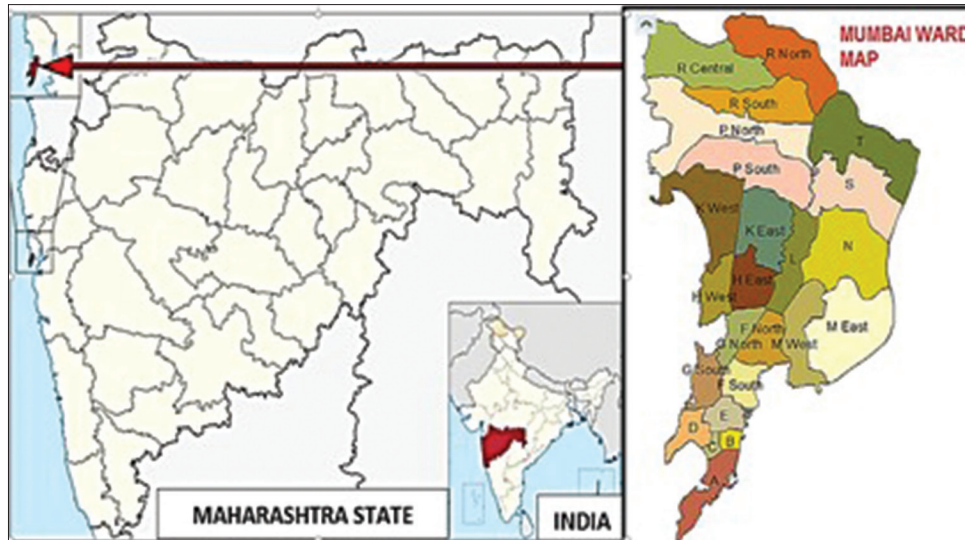 MAHARASHTRA STATE
INDIA
MUMBAI WARD
MAP
R North
R Central
R South
P North
T
P South
S
K West
K East
N
L
H East
H West
M East
F North
G North
M West
G South
F South
E
D
B
C
A